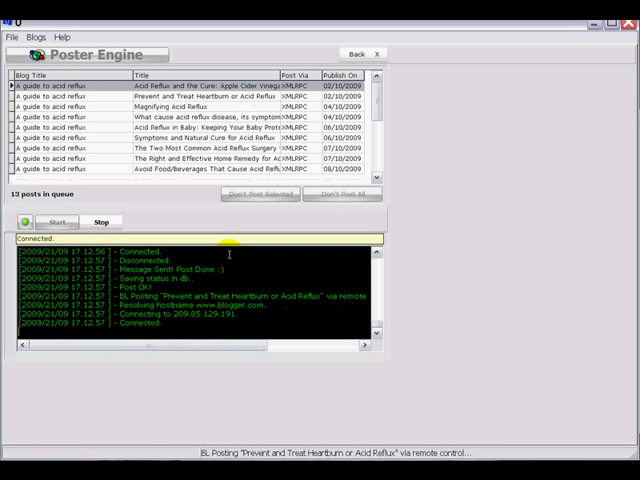 File Blogs Help
Poster Engine
Back X
Blog Title Title Post Via Publish On
A guide to acid reflux Acid Reflux and the Cure: Apple Cider Vinega XMLRPC 02/10/2009
A guide to acid reflux Prevent and Treat Heartburn or Acid Reflux XMLRPC 02/10/2009
A guide to acid reflux Magnifying Acid Reflux XMLRPC 04/10/2009
A guide to acid reflux What cause acid reflux disease, its symptom XMLRPC 04/10/2009
A guide to acid reflux Acid Reflux in Baby: Keeping Your Baby Prote XMLRPC 06/10/2009
A guide to acid reflux Symptoms and Natural Cure for Acid Reflux XMLRPC 06/10/2009
A guide to acid reflux The Two Most Common Acid Reflux Surgery XMLRPC 07/10/2009
A guide to acid reflux The Right and Effective Home Remedy for Ac XMLRPC 07/10/2009
A guide to acid reflux Avoid Food/Beverages That Cause Acid Refl XMLRPC 08/10/2009
13 posts in queue Don't Post Selected Don't Post All
Start Stop
Connected.
[2009/21/09 17.12.56 ] - Connected.
[2009/21/09 17.12.57 ] - Disconnected.
[2009/21/09 17.12.57 ] - Message Sent! Post Done :)
[2009/21/09 17.12.57 ] - Saving status in db..
[2009/21/09 17.12.57 ] - Post OK!
[2009/21/09 17.12.57 ] - BL Posting "Prevent and Treat Heartburn or Acid Reflux" via remote
[2009/21/09 17.12.57 ] - Resolving hostname www.blogger.com.
[2009/21/09 17.12.57 ] - Connecting to 209.85.129.191.
[2009/21/09 17.12.57 ] - Connected.
BL Posting "Prevent and Treat Heartburn or Acid Reflux" via remote control...